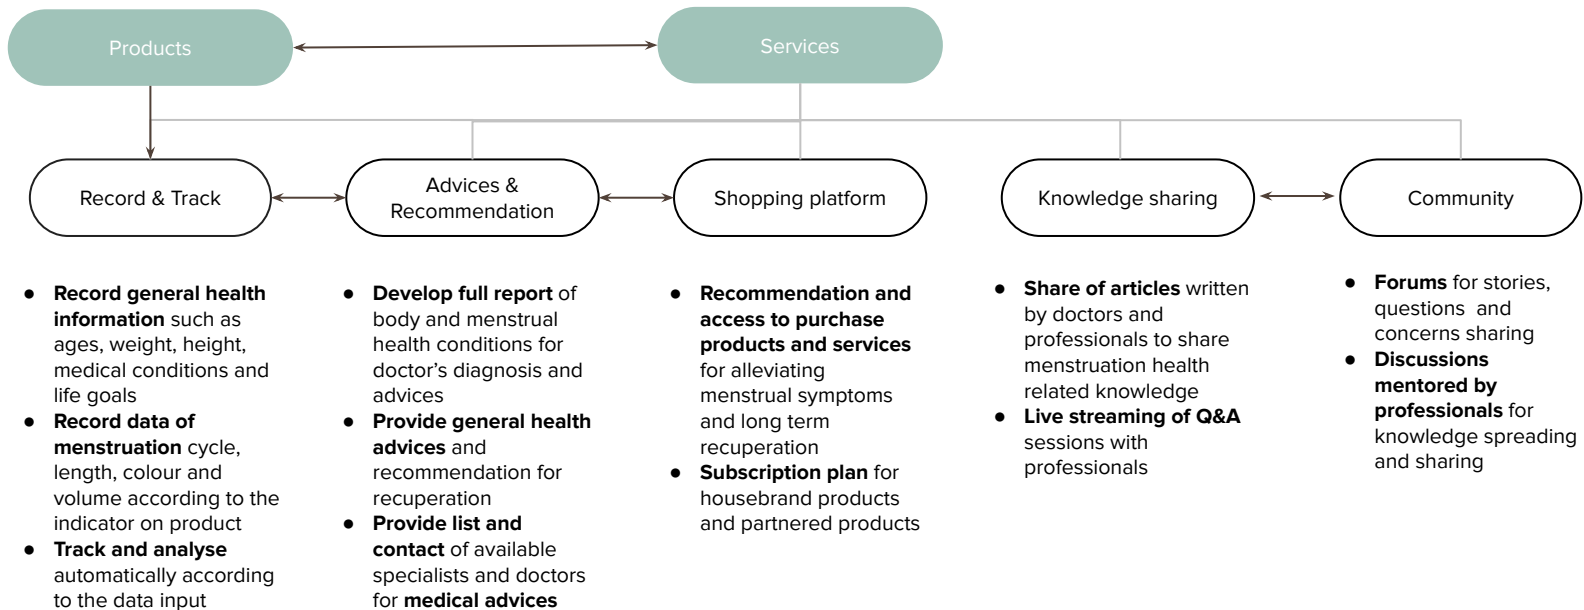 Products
Services
Record & Track
Advices &
Recommendation
Shopping platform
Knowledge sharing
Community
● Record general health
information such as
ages, weight, height,
medical conditions and
life goals
● Record data of
menstruation cycle,
length, colour and
volume according to the
indicator on product
● Track and analyse
automatically according
to the data input
● Develop full report of
body and menstrual
health conditions for
doctor’s diagnosis and
advices
● Provide general health
advices and
recommendation for
recuperation
● Provide list and
contact of available
specialists and doctors
for medical advices
● Recommendation and
access to purchase
products and services
for alleviating
menstrual symptoms
and long term
recuperation
● Subscription plan for
housebrand products
and partnered products
● Share of articles written
by doctors and
professionals to share
menstruation health
related knowledge
● Live streaming of Q&A
sessions with
professionals
● Forums for stories,
questions  and
concerns sharing
● Discussions
mentored by
professionals for
knowledge spreading
and sharing